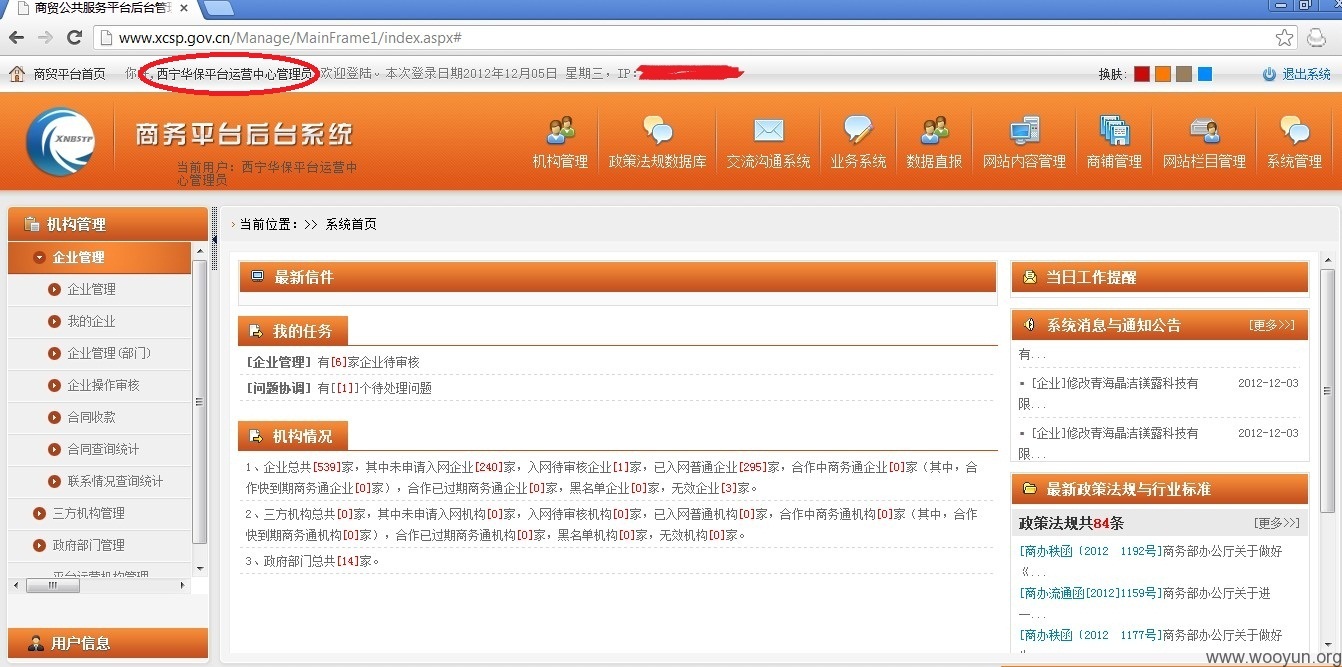 商贸公共服务平台后台管
www.xcsp.gov.cn/Manage/MainFrame1/index.aspx#
商贸平台首页 你 西宁华保平台运营中心管理员 欢迎登陆~ 本次登录日期2012年12月05日 星期三，IP: 换肤: 退出系统
XNBSTP
商务平台后台系统
当前用户：西宁华保平台运营中
心管理员
机构管理 政策法规数据库 交流沟通系统 业务系统 数据直报 网站内容管理 商铺管理 网站栏目管理 系统管理
机构管理
企业管理
企业管理
我的企业
企业管理(部门)
企业操作审核
合同收款
合同查询统计
联系情况查询统计
三方机构管理
政府部门管理
平台运营机构管理
用户信息
当前位置: >> 系统首页
最新信件
我的任务
[企业管理] 有[6]家企业待审核
[问题协调] 有[[1]]个待处理问题
机构情况
1、企业总共[539]家，其中未申请入网企业[240]家，入网待审核企业[1]家，已入网普通企业[295]家，合作中商务通企业[0]家（其中，合
作快到期商务通企业[0]家），合作已过期商务通企业[0]家，黑名单企业[0]家，无效企业[3]家。
2、三方机构总共[0]家，其中未申请入网机构[0]家，入网待审核机构[0]家，已入网普通机构[0]家，合作中商务通机构[0]家（其中，合作
快到期商务通机构[0]家），合作已过期商务通机构[0]家，黑名单机构[0]家，无效机构[0]家。
3、政府部门总共[14]家。
当日工作提醒
系统消息与通知公告 [更多>>]
有...
▪ [企业]修改青海晶洁镁露科技有 2012-12-03
限...
▪ [企业]修改青海晶洁镁露科技有 2012-12-03
限...
最新政策法规与行业标准
政策法规共84条 [更多>>]
[商办秩函〔2012 1192号]商务部办公厅关于做好
《...
[商办流通函[2012]1159号]商务部办公厅关于进
一...
[商办秩函〔2012 1177号]商务部办公厅关于做好
www.wooyun.org